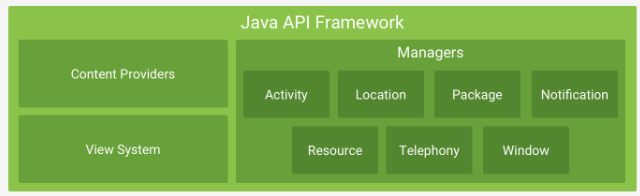 Java API Framework
Content Providers
View System
Managers
Activity
Location
Package
Notification
Resource
Telephony
Window